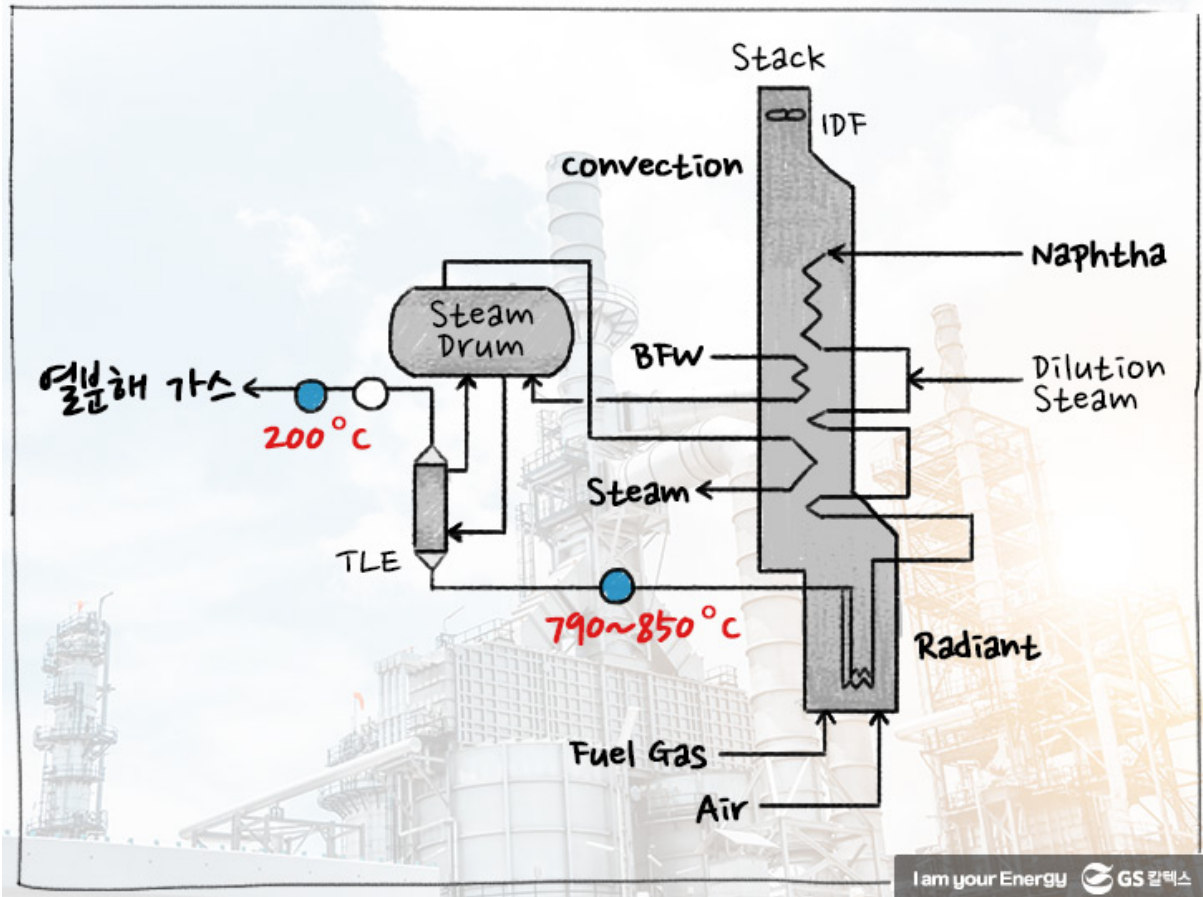 Stack
IDF
convection
Naphtha
Steam
Drum
BFW
Dilution
Steam
열분해 가스
200°C
Steam
TLE
790~850°C
Radiant
Fuel Gas
Air
I am your Energy GS 칼텍스